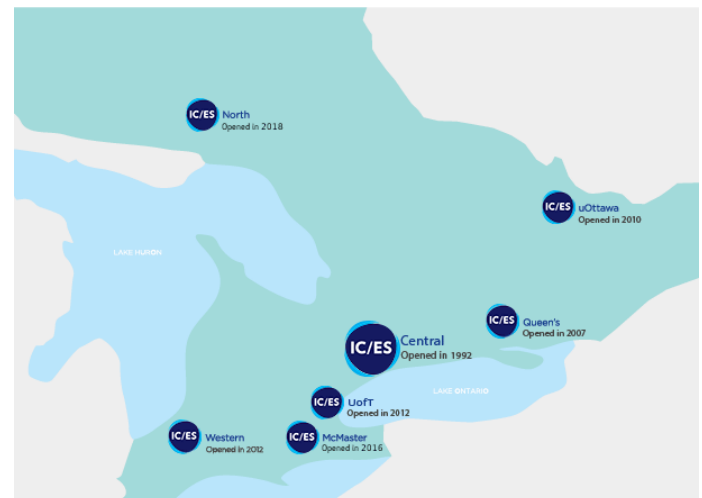 IC/ES North
Opened in 2018
IC/ES uOttawa
Opened in 2010
LAKE HURON
IC/ES Queen's
Opened in 2007
IC/ES Central
Opened in 1992
LAKE ONTARIO
IC/ES UofT
Opened in 2012
IC/ES Western
Opened in 2012
IC/ES McMaster
Opened in 2016